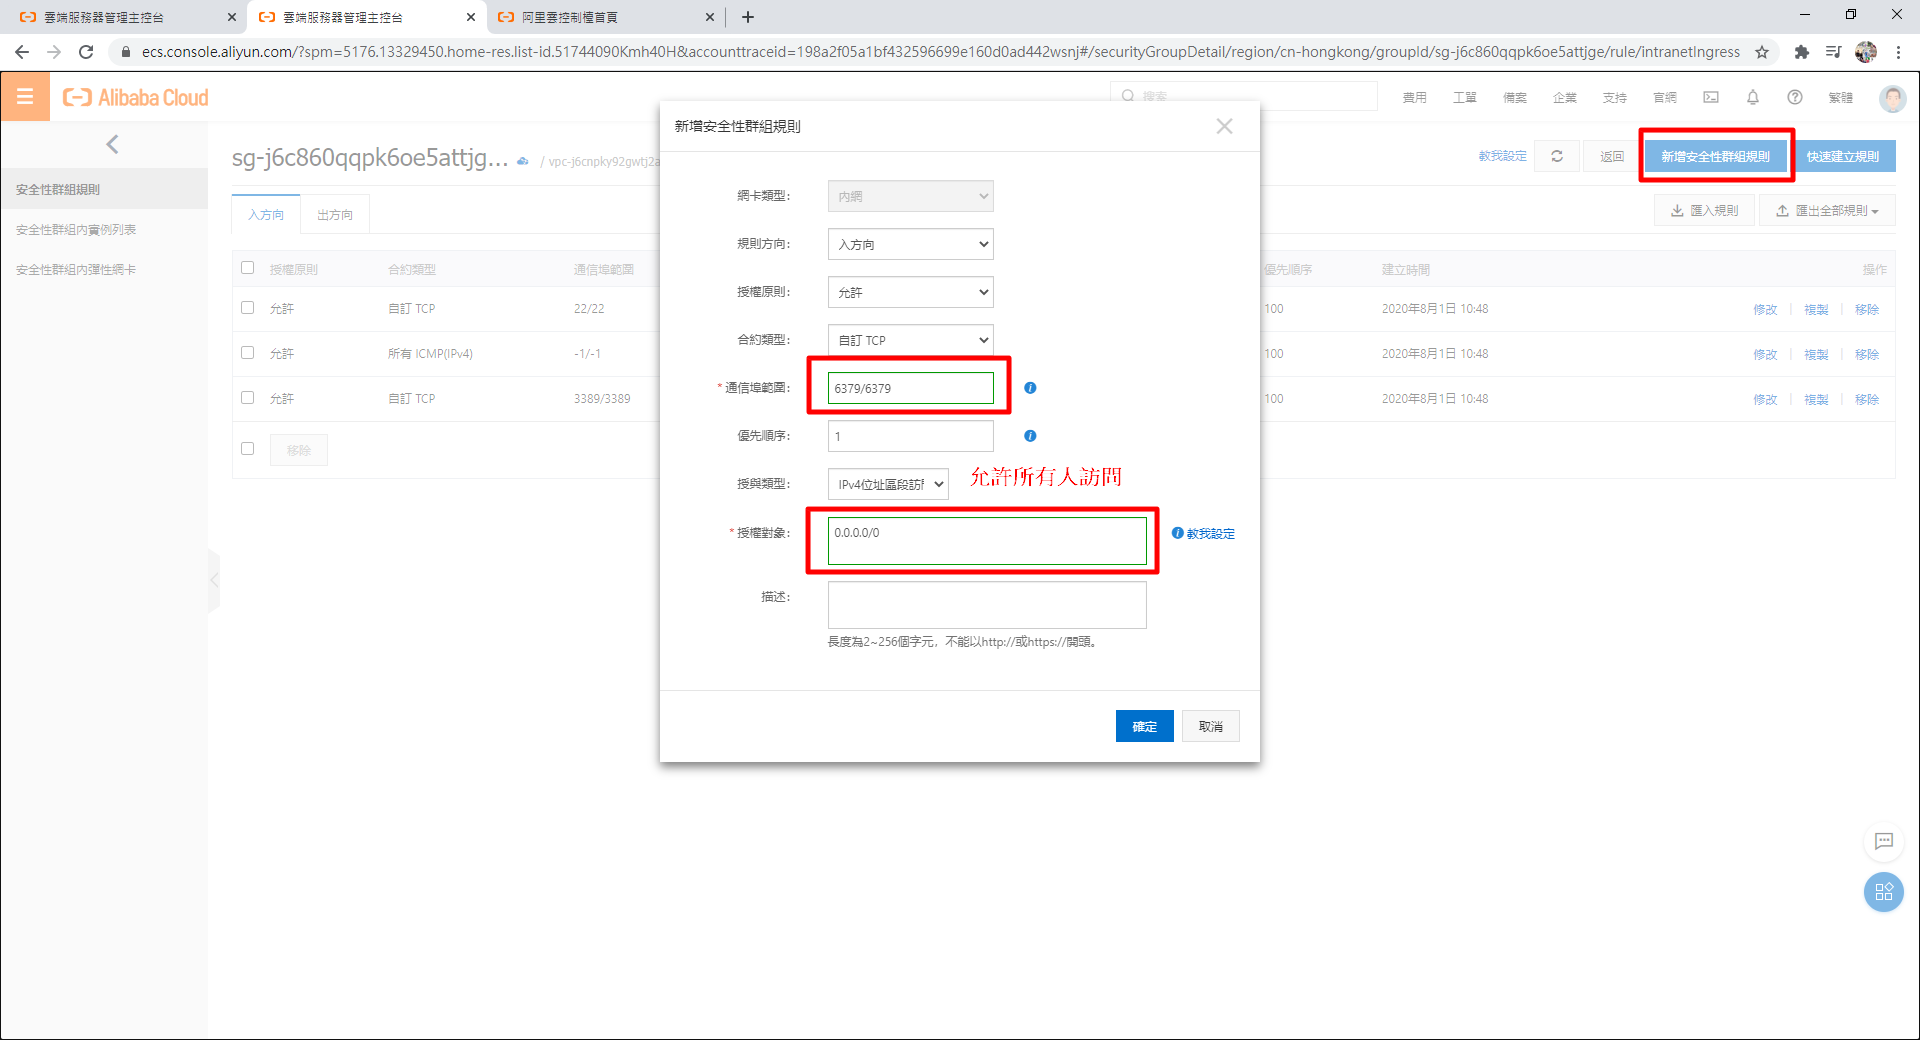 雲端服務器管理主控台
雲端服務器管理主控台
阿里雲控制檯首頁
ecs.console.aliyun.com/?spm=5176.13329450.home-res.list-id.51744090Kmh40H&accounttraceid=198a2f05a1bf432596699e160d0ad442wsnj#/securityGroupDetail/region/cn-hongkong/groupId/sg-j6c860qqpk6oe5attjge/rule/intranetIngress
Alibaba Cloud
搜索
費用 工單 備案 企業 支持 官網 繁體
sg-j6c860qqpk6oe5attjg... / vpc-j6cnpky92gwtj2a
教我設定 返回 新增安全性群組規則 快速建立規則
安全性群組規則
安全性群組內實例列表
安全性群組內彈性網卡
入方向 出方向
匯入規則 匯出全部規則
授權原則 合約類型 通信埠範圍 優先順序 建立時間 操作
允許 自訂 TCP 22/22 100 2020年8月1日 10:48 修改 | 複製 | 移除
允許 所有 ICMP(IPv4) -1/-1 100 2020年8月1日 10:48 修改 | 複製 | 移除
允許 自訂 TCP 3389/3389 100 2020年8月1日 10:48 修改 | 複製 | 移除
移除
新增安全性群組規則
網卡類型: 內網
規則方向: 入方向
授權原則: 允許
合約類型: 自訂 TCP
* 通信埠範圍: 6379/6379
優先順序: 1
授與類型: IPv4位址區段訪
允許所有人訪問
* 授權對象: 0.0.0.0/0
教我設定
描述:
長度為2~256個字元，不能以http://或https://開頭。
確定 取消